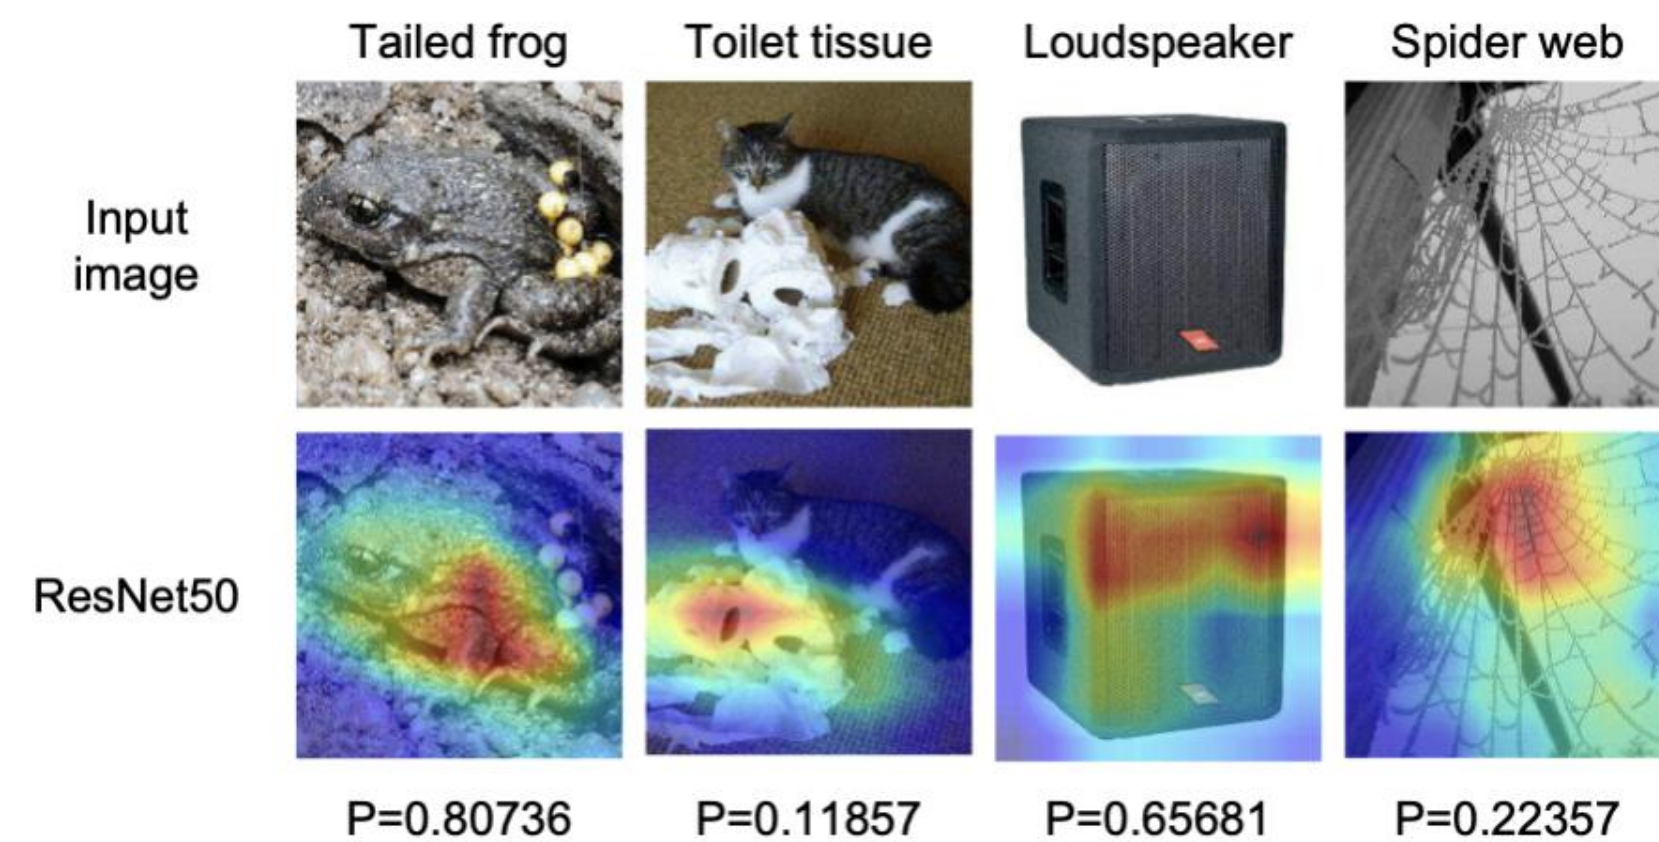 Tailed frog
Toilet tissue
Loudspeaker
Spider web
Input
image
ResNet50
P=0.80736
P=0.11857
P=0.65681
P=0.22357